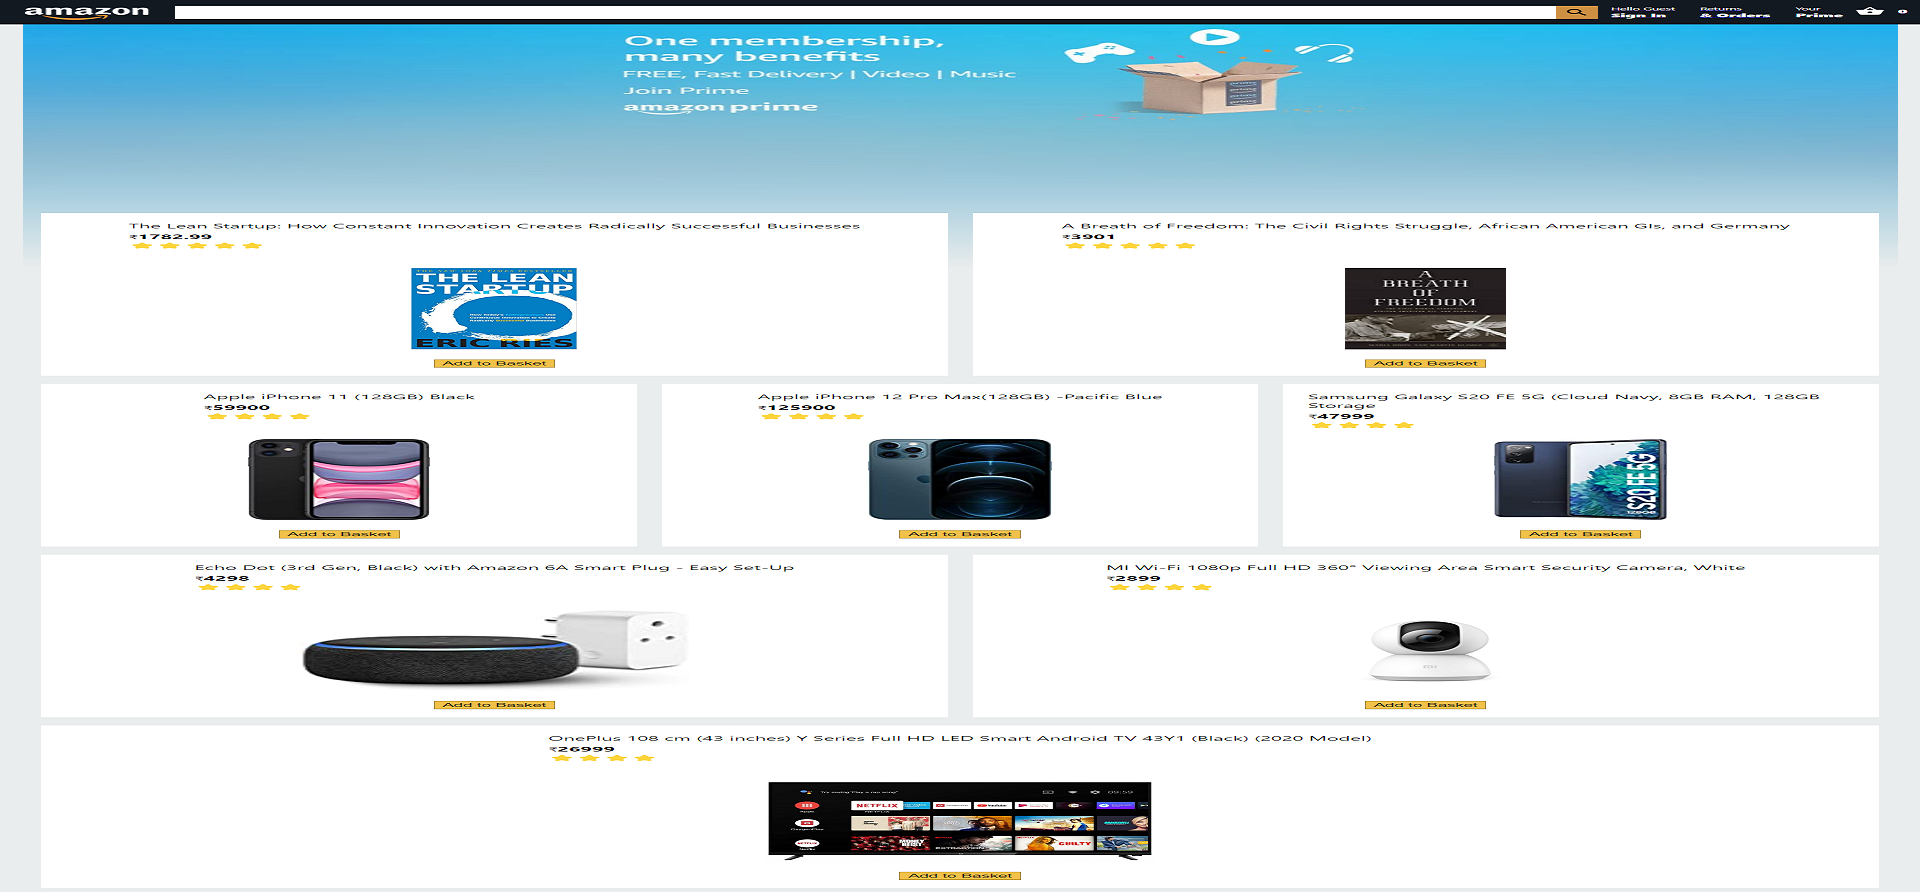 amazon
Hello Guest
Sign In
Returns
& Orders
Your
Prime
0
One membership,
many benefits
FREE, Fast Delivery | Video | Music
Join Prime
amazon prime
The Lean Startup: How Constant Innovation Creates Radically Successful Businesses
₹1782.99
THE LEAN
STARTUP
ERIC RIES
Add to Basket
A Breath of Freedom: The Civil Rights Struggle, African American GIs, and Germany
₹3901
A
BREATH
OF
FREEDOM
Add to Basket
Apple iPhone 11 (128GB) Black
₹59900
Add to Basket
Apple iPhone 12 Pro Max(128GB) -Pacific Blue
₹125900
Add to Basket
Samsung Galaxy S20 FE 5G (Cloud Navy, 8GB RAM, 128GB
Storage
₹47999
S20 FE 5G
128GB
Add to Basket
Echo Dot (3rd Gen, Black) with Amazon 6A Smart Plug - Easy Set-Up
₹4298
Add to Basket
MI Wi-Fi 1080p Full HD 360° Viewing Area Smart Security Camera, White
₹2899
mi
Add to Basket
OnePlus 108 cm (43 inches) Y Series Full HD LED Smart Android TV 43Y1 (Black) (2020 Model)
₹26999
09:59
NETFLIX
MONEY
HEIST
EXTRACTION
GUILTY
Add to Basket